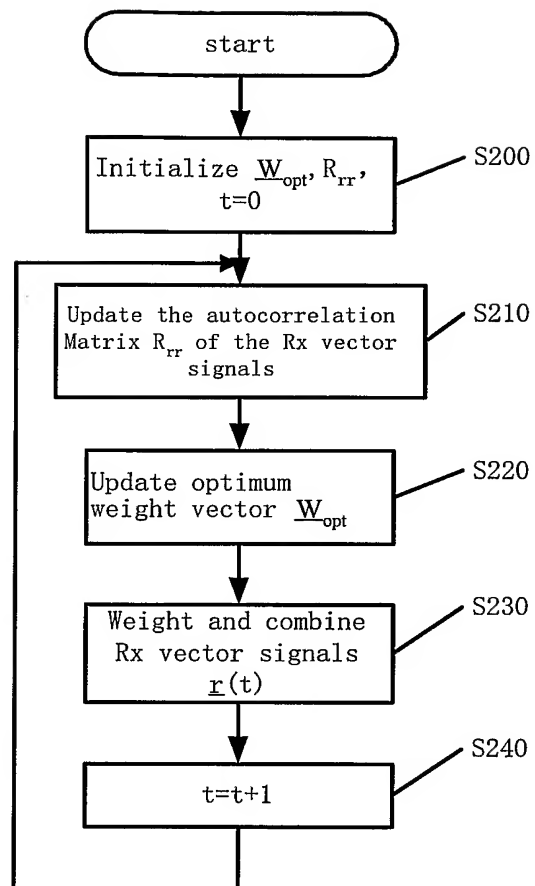 start
Initialize W_opt, R_rr,
t=0
S200
Update the autocorrelation
Matrix R_rr of the Rx vector
signals
S210
Update optimum
weight vector W_opt
S220
Weight and combine
Rx vector signals
r(t)
S230
t=t+1
S240